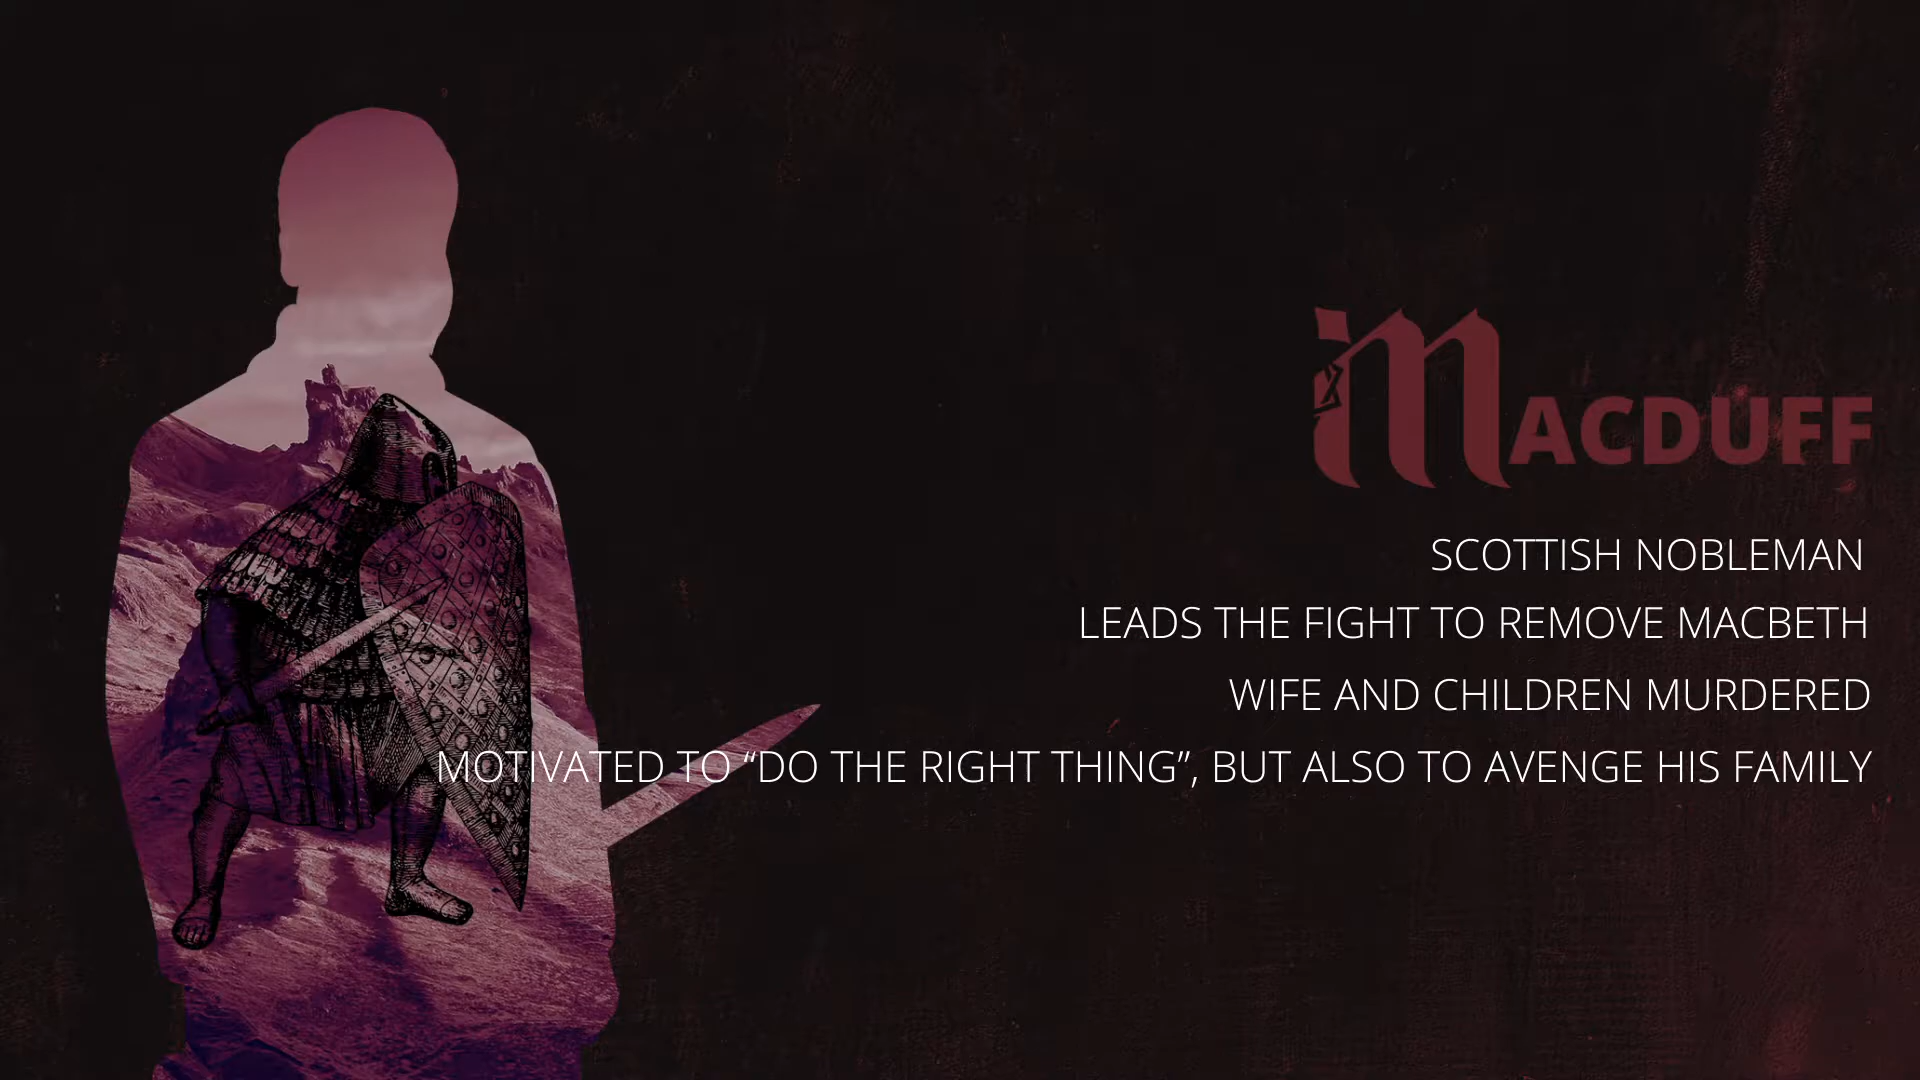 MACDUFF
SCOTTISH NOBLEMAN
LEADS THE FIGHT TO REMOVE MACBETH
WIFE AND CHILDREN MURDERED
MOTIVATED TO “DO THE RIGHT THING”, BUT ALSO TO AVENGE HIS FAMILY